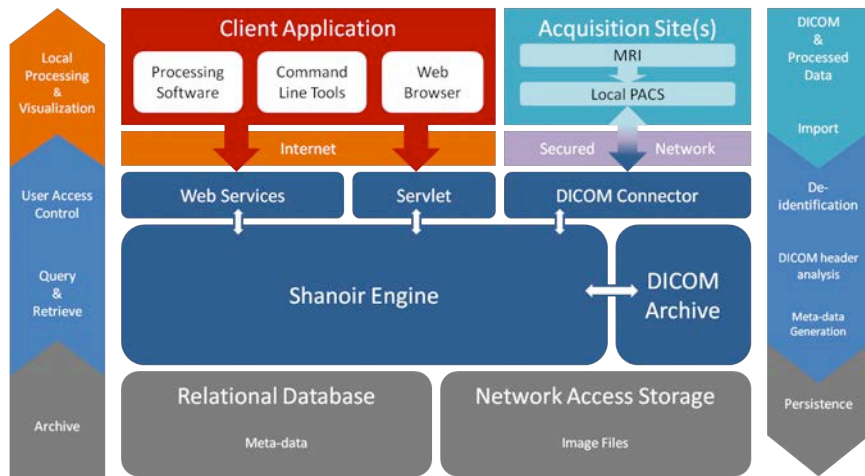 Local
Processing
&
Visualization
User Access
Control
Query
&
Retrieve
Archive
Client Application
Processing
Software
Command
Line Tools
Web
Browser
Internet
Acquisition Site(s)
MRI
Local PACS
Secured Network
Web Services
Servlet
DICOM Connector
Shanoir Engine
DICOM
Archive
Relational Database
Meta-data
Network Access Storage
Image Files
DICOM
&
Processed
Data
Import
De-
identification
DICOM header
analysis
Meta-data
Generation
Persistence